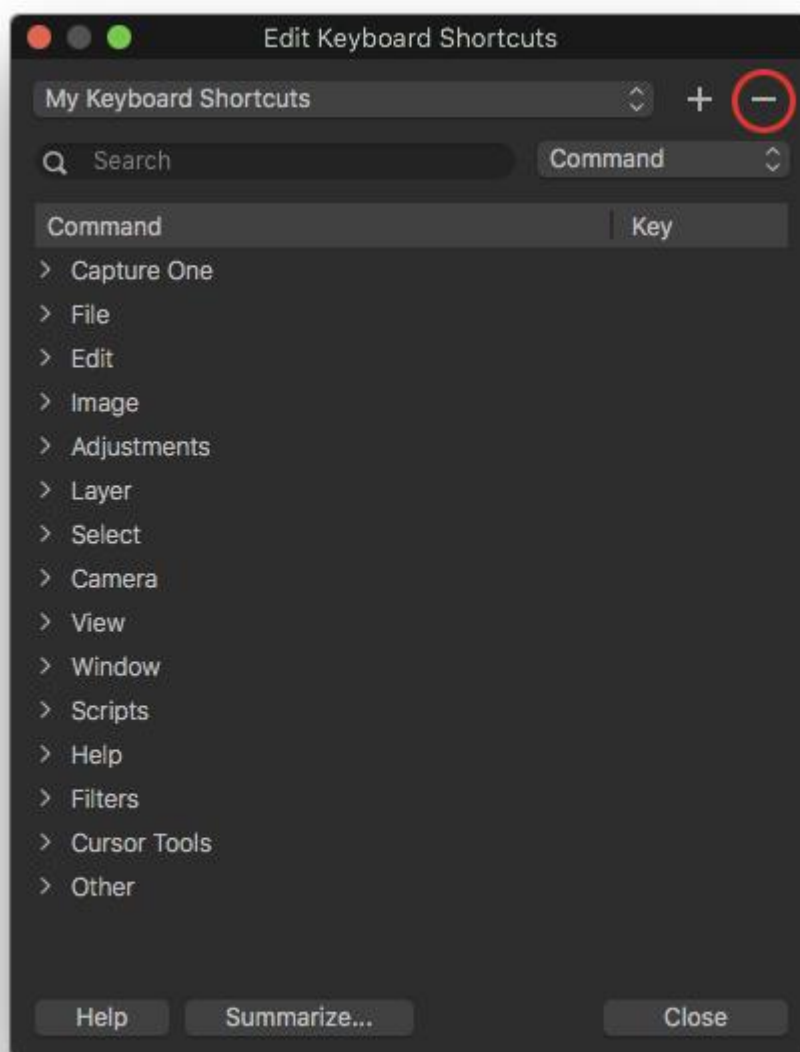 Edit Keyboard Shortcuts
My Keyboard Shortcuts + −
Search Command
Command Key
Capture One
File
Edit
Image
Adjustments
Layer
Select
Camera
View
Window
Scripts
Help
Filters
Cursor Tools
Other
Help Summarize... Close